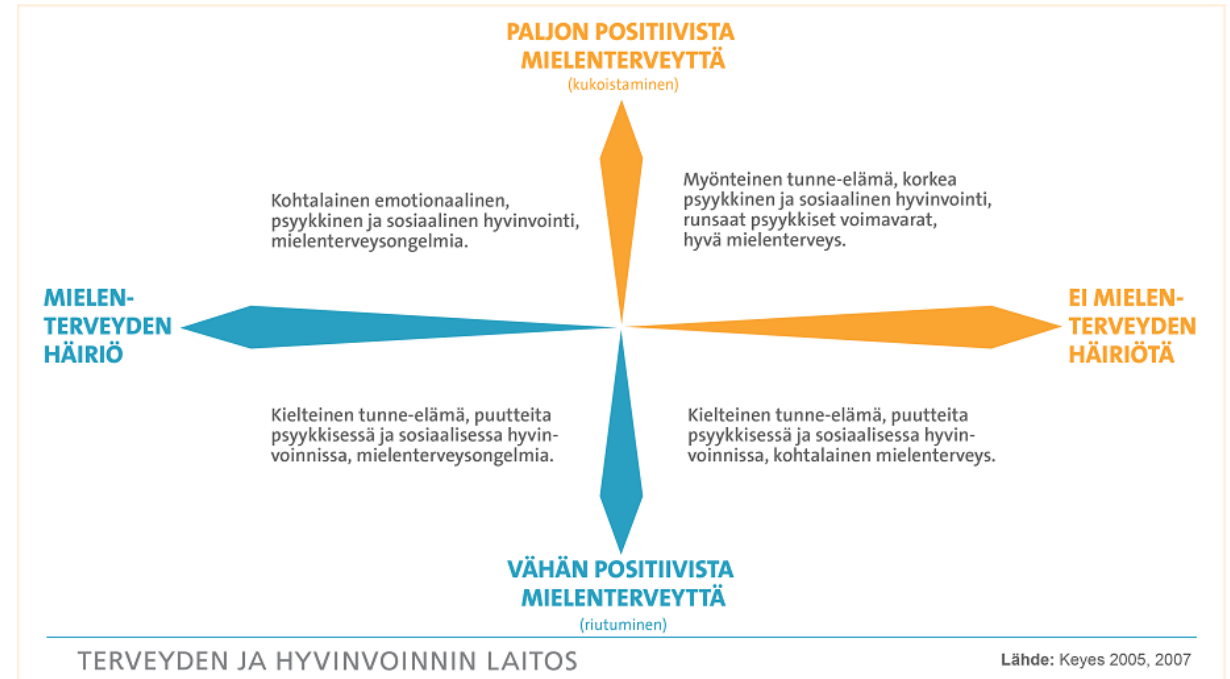 PALJON POSITIIVISTA
MIELENTERVEYTTÄ
(kukoistaminen)
Kohtalainen emotionaalinen,
psyykkinen ja sosiaalinen hyvinvointi,
mielenterveysongelmia.
Myönteinen tunne-elämä, korkea
psyykkinen ja sosiaalinen hyvinvointi,
runsaat psyykkiset voimavarat,
hyvä mielenterveys.
MIELEN-
TERVEYDEN
HÄIRIÖ
EI MIELEN-
TERVEYDEN
HÄIRIÖTÄ
Kielteinen tunne-elämä, puutteita
psyykkisessä ja sosiaalisessa hyvin-
voinnissa, mielenterveysongelmia.
Kielteinen tunne-elämä, puutteita
psyykkisessä ja sosiaalisessa hyvin-
voinnissa, kohtalainen mielenterveys.
VÄHÄN POSITIIVISTA
MIELENTERVEYTTÄ
(riutuminen)
TERVEYDEN JA HYVINVOINNIN LAITOS
Lähde: Keyes 2005, 2007